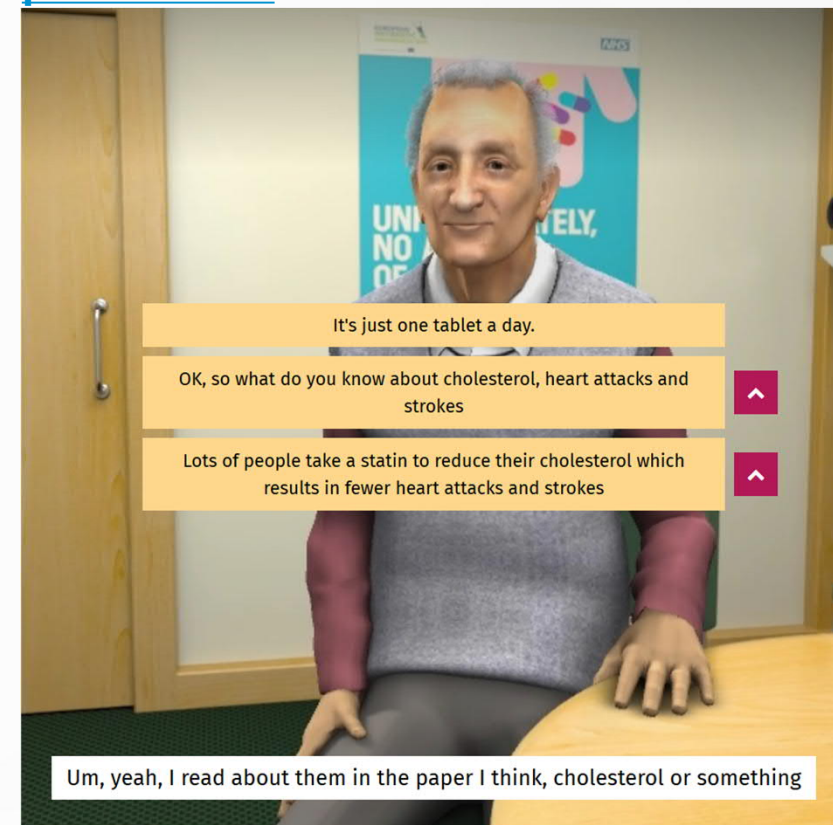 NHS
ELY,
NO
OF
It's just one tablet a day.
OK, so what do you know about cholesterol, heart attacks and
strokes
Lots of people take a statin to reduce their cholesterol which
results in fewer heart attacks and strokes
Um, yeah, I read about them in the paper I think, cholesterol or something